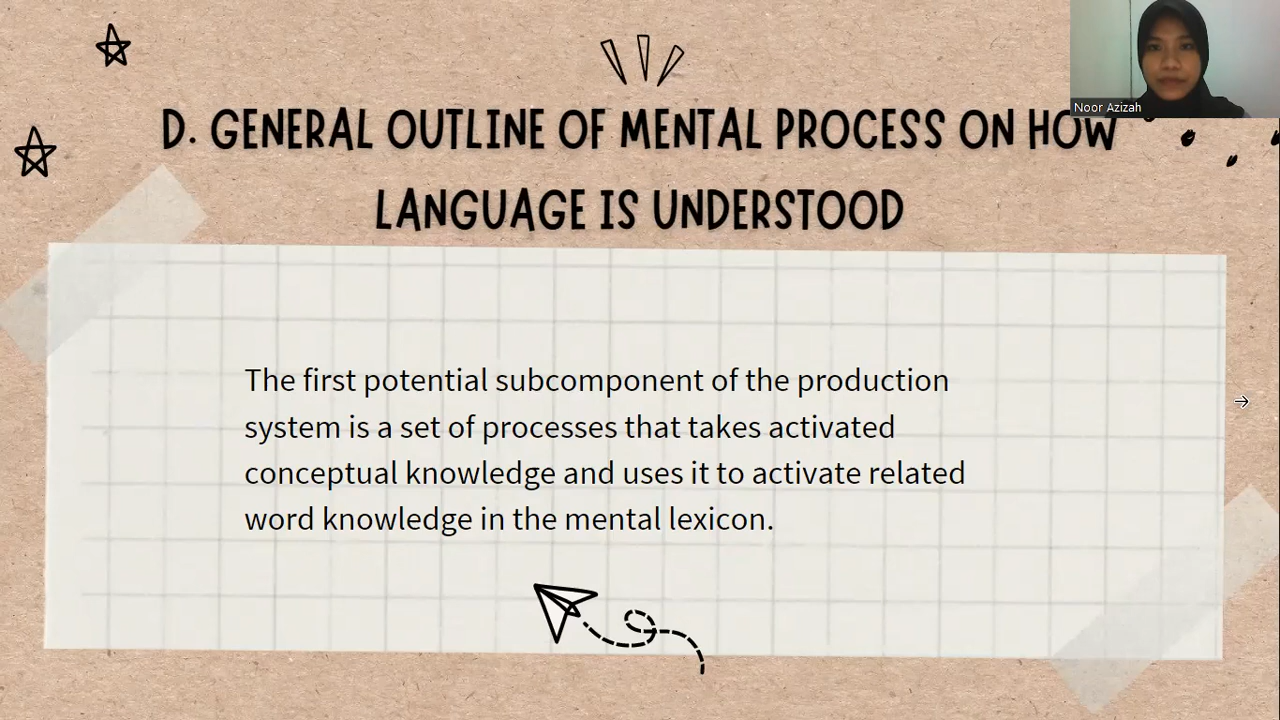 Noor Azizah
D. GENERAL OUTLINE OF MENTAL PROCESS ON HOW
LANGUAGE IS UNDERSTOOD
The first potential subcomponent of the production
system is a set of processes that takes activated
conceptual knowledge and uses it to activate related
word knowledge in the mental lexicon.